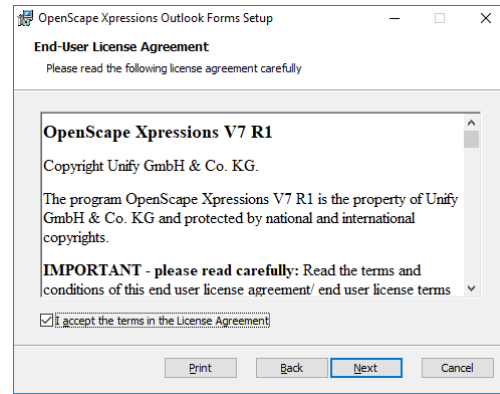 OpenScape Xpressions Outlook Forms Setup
End-User License Agreement
Please read the following license agreement carefully
OpenScape Xpressions V7 R1
Copyright Unify GmbH & Co. KG.
The program OpenScape Xpressions V7 R1 is the property of Unify
GmbH & Co. KG and protected by national and international
copyrights.
IMPORTANT - please read carefully: Read the terms and
conditions of this end user license agreement/ end user license terms
I accept the terms in the License Agreement
Print Back Next Cancel